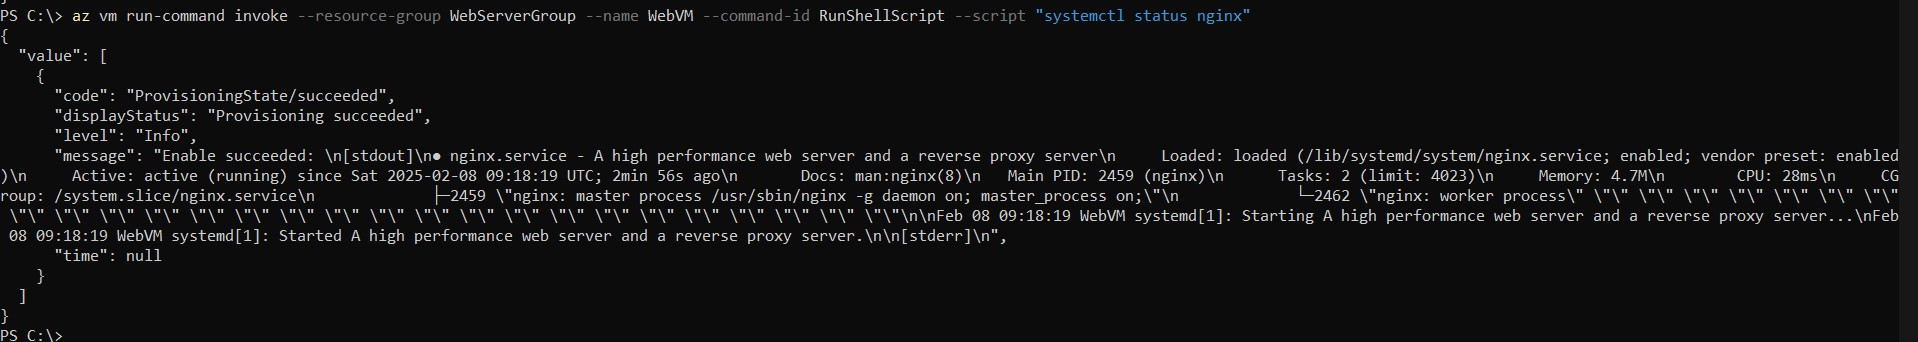 PS C:\> az vm run-command invoke --resource-group WebServerGroup --name WebVM --command-id RunShellScript --script "systemctl status nginx"
{
  "value": [
    {
      "code": "ProvisioningState/succeeded",
      "displayStatus": "Provisioning succeeded",
      "level": "Info",
      "message": "Enable succeeded: \n[stdout]\n● nginx.service - A high performance web server and a reverse proxy server\n     Loaded: loaded (/lib/systemd/system/nginx.service; enabled; vendor preset: enabled
)\n     Active: active (running) since Sat 2025-02-08 09:18:19 UTC; 2min 56s ago\n       Docs: man:nginx(8)\n   Main PID: 2459 (nginx)\n      Tasks: 2 (limit: 4023)\n     Memory: 4.7M\n        CPU: 28ms\n     CG
roup: /system.slice/nginx.service\n             ├─2459 \"nginx: master process /usr/sbin/nginx -g daemon on; master_process on;\"\n             └─2462 \"nginx: worker process\" \"\" \"\" \"\" \"\" \"\" \"\" \"\"
 \"\" \"\" \"\" \"\" \"\" \"\" \"\" \"\" \"\" \"\" \"\" \"\" \"\" \"\" \"\" \"\" \"\" \"\" \"\" \"\"\n\nFeb 08 09:18:19 WebVM systemd[1]: Starting A high performance web server and a reverse proxy server...\nFeb
 08 09:18:19 WebVM systemd[1]: Started A high performance web server and a reverse proxy server.\n\n[stderr]\n",
      "time": null
    }
  ]
}
PS C:\>